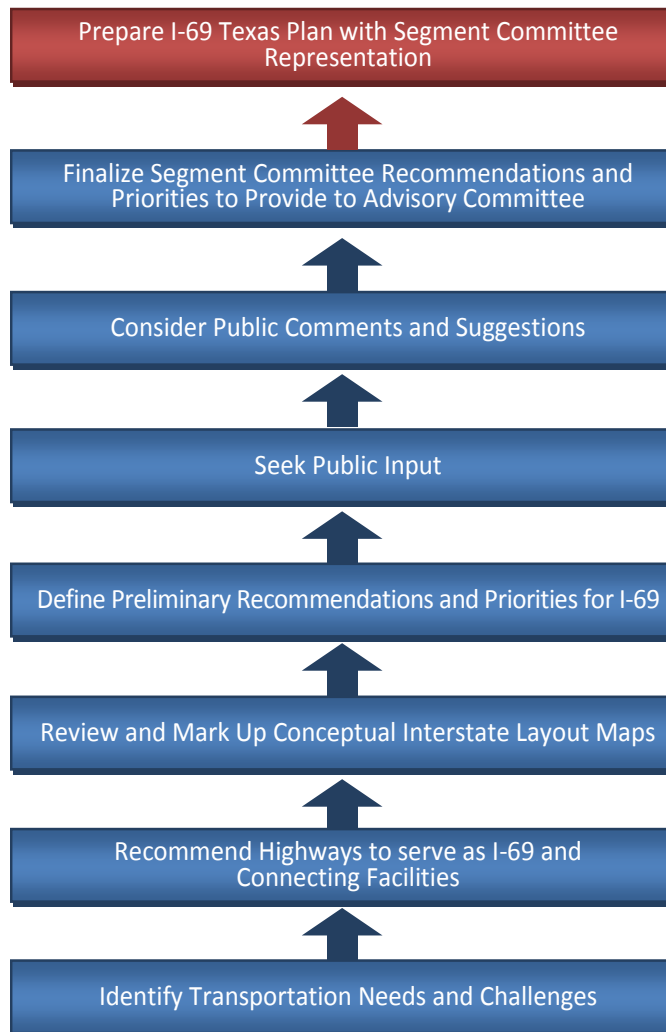 Prepare I-69 Texas Plan with Segment Committee
Representation
Finalize Segment Committee Recommendations and
Priorities to Provide to Advisory Committee
Consider Public Comments and Suggestions
Seek Public Input
Define Preliminary Recommendations and Priorities for I-69
Review and Mark Up Conceptual Interstate Layout Maps
Recommend Highways to serve as I-69 and
Connecting Facilities
Identify Transportation Needs and Challenges